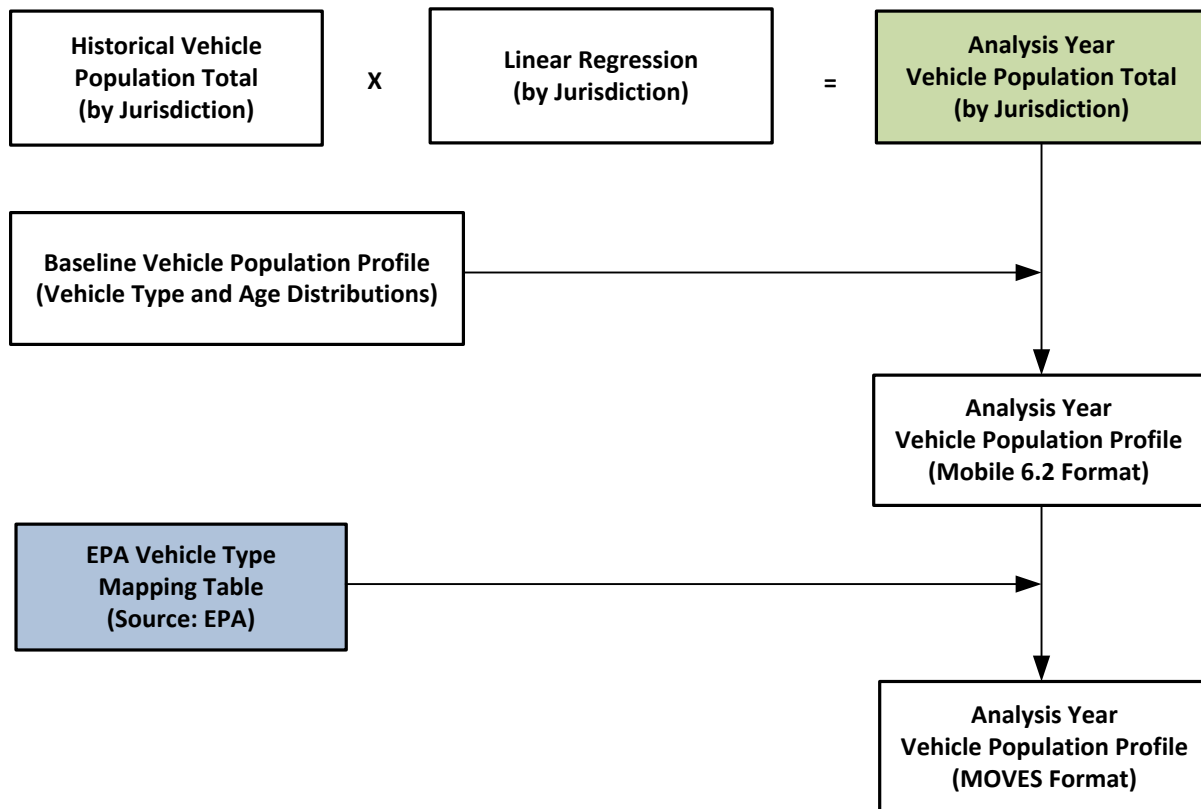 Historical Vehicle
Population Total
(by Jurisdiction)
X
Linear Regression
(by Jurisdiction)
=
Analysis Year
Vehicle Population Total
(by Jurisdiction)
Baseline Vehicle Population Profile
(Vehicle Type and Age Distributions)
Analysis Year
Vehicle Population Profile
(Mobile 6.2 Format)
EPA Vehicle Type
Mapping Table
(Source: EPA)
Analysis Year
Vehicle Population Profile
(MOVES Format)